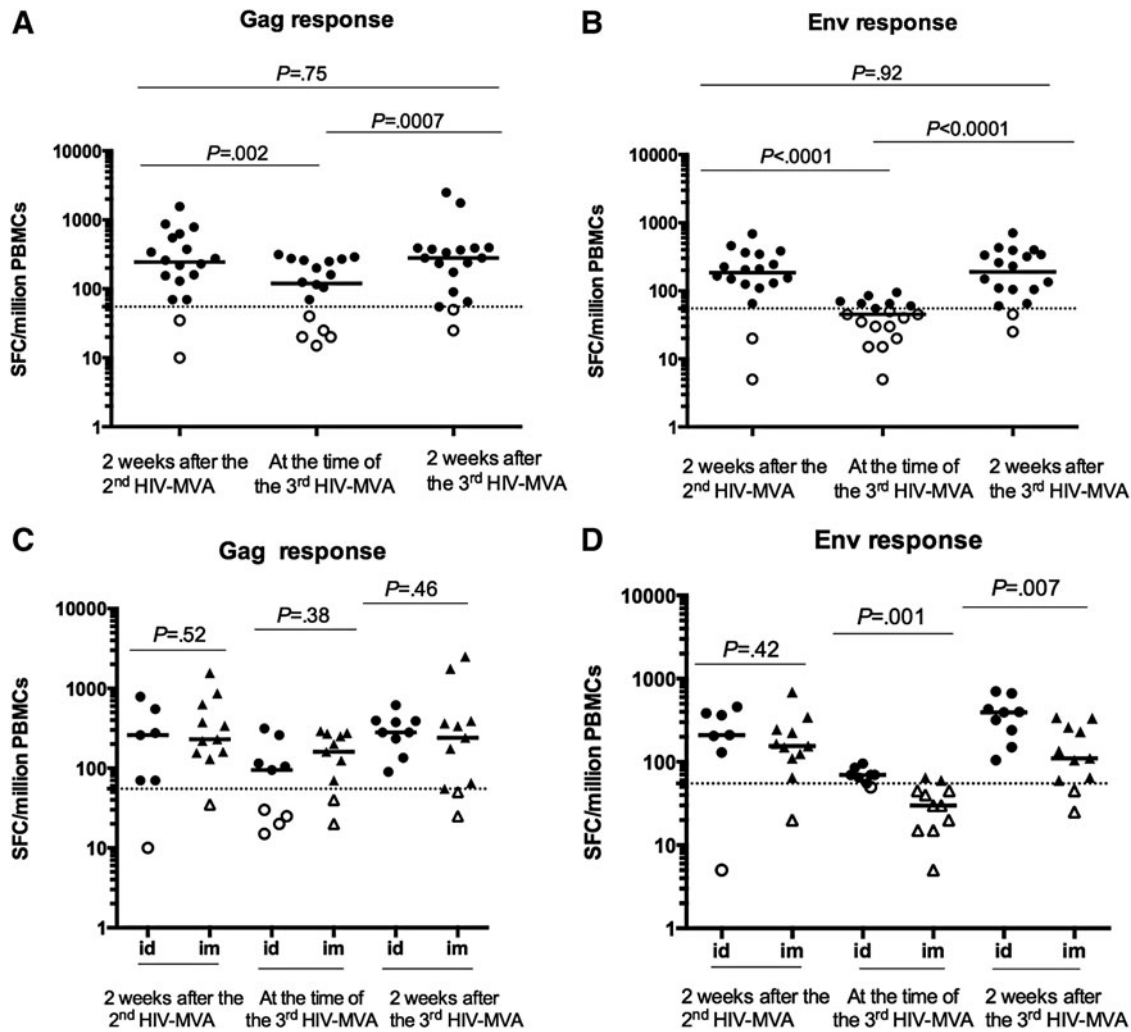 A
Gag response
P=.75
P=.0007
P=.002
10000
1000
100
10
1
SFC/million PBMCs
2 weeks after the
2nd HIV-MVA
At the time of
the 3rd HIV-MVA
2 weeks after
the 3rd HIV-MVA
B
Env response
P=.92
P<0.0001
P<.0001
10000
1000
100
10
1
SFC/million PBMCs
2 weeks after the
2nd HIV-MVA
At the time of
the 3rd HIV-MVA
2 weeks after
the 3rd HIV-MVA
C
Gag response
P=.46
P=.38
P=.52
10000
1000
100
10
1
SFC/million PBMCs
id im id im id im
2 weeks after the
2nd HIV-MVA
At the time of
the 3rd HIV-MVA
2 weeks after
the 3rd HIV-MVA
D
Env response
P=.007
P=.001
P=.42
10000
1000
100
10
1
SFC/million PBMCs
id im id im id im
2 weeks after the
2nd HIV-MVA
At the time of
the 3rd HIV-MVA
2 weeks after
the 3rd HIV-MVA